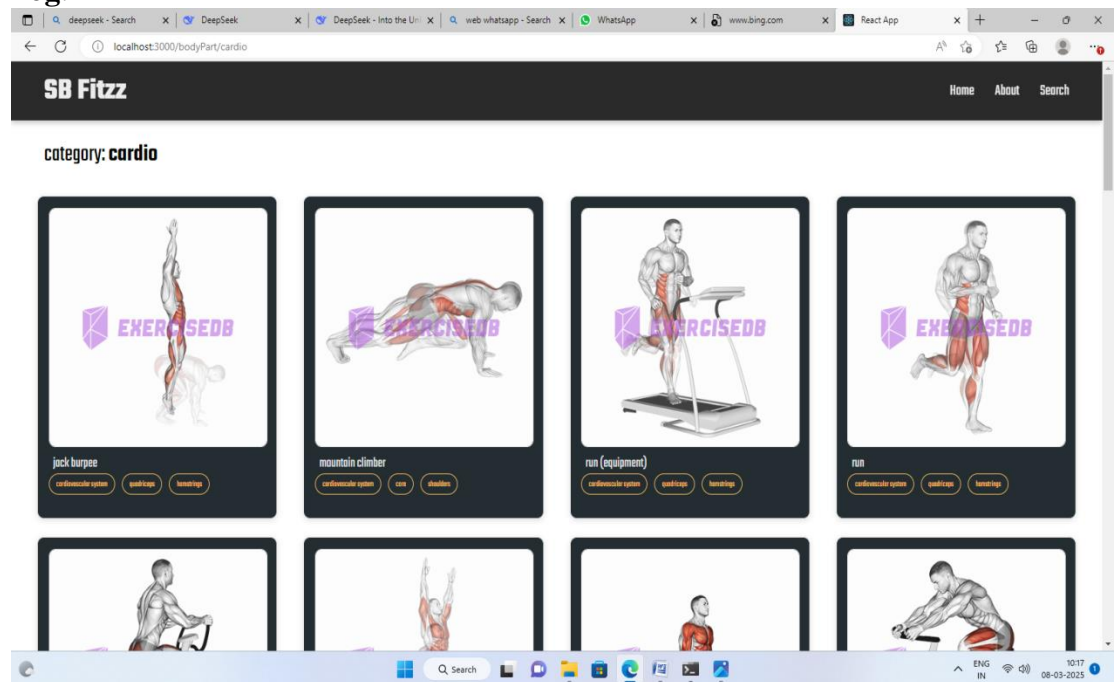 deepseek - Search
DeepSeek
DeepSeek - Into the Un
web whatsapp - Search
WhatsApp
www.bing.com
React App
localhost:3000/bodyPart/cardio
SB Fitzz
Home About Search
category: cardio
EXERCISEDB
EXERCISEDB
EXERCISEDB
EXERCISEDB
jack burpee
cardiovascular system quadriceps hamstrings
mountain climber
cardiovascular system core shoulders
run (equipment)
cardiovascular system quadriceps hamstrings
run
cardiovascular system quadriceps hamstrings
Search
ENG
IN
10:17
08-03-2025
1